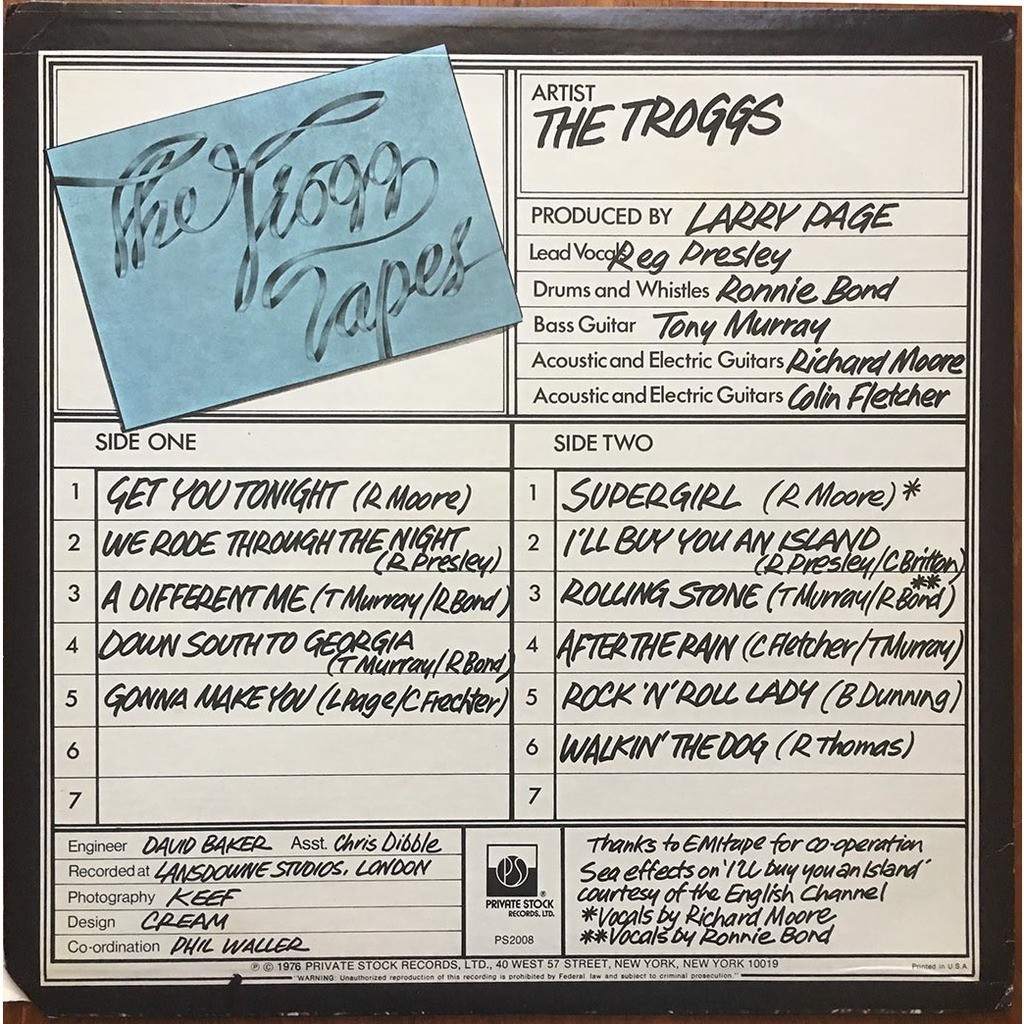 The Trogg
Tapes
ARTIST
THE TROGGS
PRODUCED BY LARRY PAGE
Lead Vocals Reg Presley
Drums and Whistles Ronnie Bond
Bass Guitar Tony Murray
Acoustic and Electric Guitars Richard Moore
Acoustic and Electric Guitars Colin Fletcher
SIDE ONE
1 GET YOU TONIGHT (R Moore)
2 WE RODE THROUGH THE NIGHT
(R Presley)
3 A DIFFERENT ME (T Murray/R Bond)
4 DOWN SOUTH TO GEORGIA
(T Murray/R Bond)
5 GONNA MAKE YOU (L Page/C Frechter)
6
7
SIDE TWO
1 SUPERGIRL (R Moore)*
2 I'LL BUY YOU AN ISLAND
(R Presley/C Britton)
3 ROLLING STONE (T Murray/R Bond)**
4 AFTER THE RAIN (C Fletcher/T Murray)
5 ROCK 'N' ROLL LADY (B Dunning)
6 WALKIN' THE DOG (R Thomas)
7
Engineer DAVID BAKER Asst. Chris Dibble
Recorded at LANSDOWNE STUDIOS, LONDON
Photography KEEF
Design CREAM
Co-ordination PHIL WALLER
PS
PRIVATE STOCK ®
RECORDS, LTD.
PS2008
Thanks to EMItape for co-operation
Sea effects on 'I'll buy you an Island'
courtesy of the English Channel
*Vocals by Richard Moore
**Vocals by Ronnie Bond
℗ © 1976 PRIVATE STOCK RECORDS, LTD., 40 WEST 57 STREET, NEW YORK, NEW YORK 10019
Printed in U.S.A.
"WARNING: Unauthorized reproduction of this recording is prohibited by Federal law and subject to criminal prosecution."